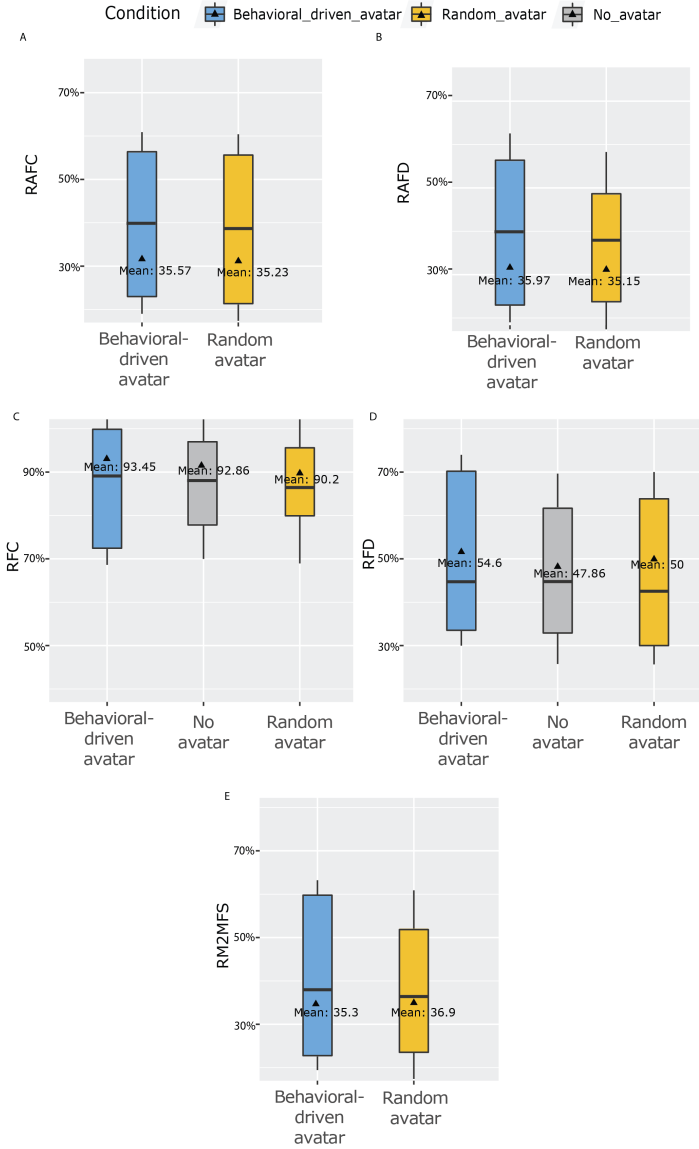 Condition Behavioral_driven_avatar Random_avatar No_avatar
A
RAFC
70%
50%
30%
Mean: 35.57
Mean: 35.23
Behavioral-
driven
avatar
Random
avatar
B
RAFD
70%
50%
30%
Mean: 35.97
Mean: 35.15
Behavioral-
driven
avatar
Random
avatar
C
RFC
90%
70%
50%
Mean: 93.45
Mean: 92.86
Mean: 90.2
Behavioral-
driven
avatar
No
avatar
Random
avatar
D
RFD
70%
50%
30%
Mean: 54.6
Mean: 47.86
Mean: 50
Behavioral-
driven
avatar
No
avatar
Random
avatar
E
RM2MFS
70%
50%
30%
Mean: 35.3
Mean: 36.9
Behavioral-
driven
avatar
Random
avatar